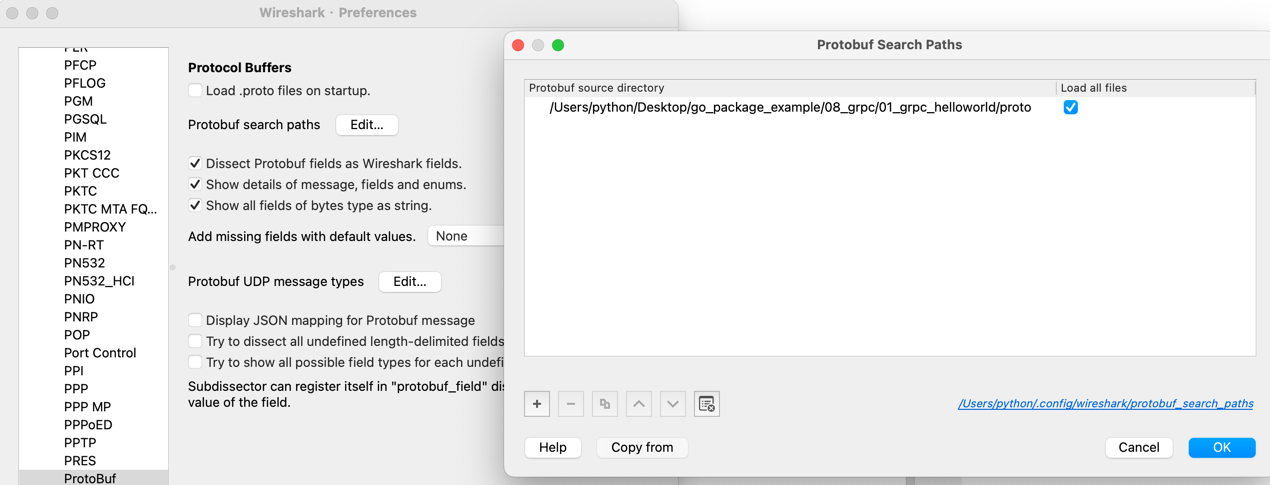 Wireshark · Preferences
PFCP
PFLOG
PGM
PGSQL
PIM
PKCS12
PKT CCC
PKTC
PKTC MTA FQ...
PMPROXY
PN-RT
PN532
PN532_HCI
PNIO
PNRP
POP
Port Control
PPI
PPP
PPP MP
PPPoED
PPTP
PRES
ProtoBuf
Protocol Buffers
Load .proto files on startup.
Protobuf search paths Edit...
Dissect Protobuf fields as Wireshark fields.
Show details of message, fields and enums.
Show all fields of bytes type as string.
Add missing fields with default values. None
Protobuf UDP message types Edit...
Display JSON mapping for Protobuf message
Try to dissect all undefined length-delimited fields
Try to show all possible field types for each undefi
Subdissector can register itself in "protobuf_field" dis
value of the field.
Protobuf Search Paths
Protobuf source directory Load all files
/Users/python/Desktop/go_package_example/08_grpc/01_grpc_helloworld/proto
/Users/python/.config/wireshark/protobuf_search_paths
Help Copy from Cancel OK